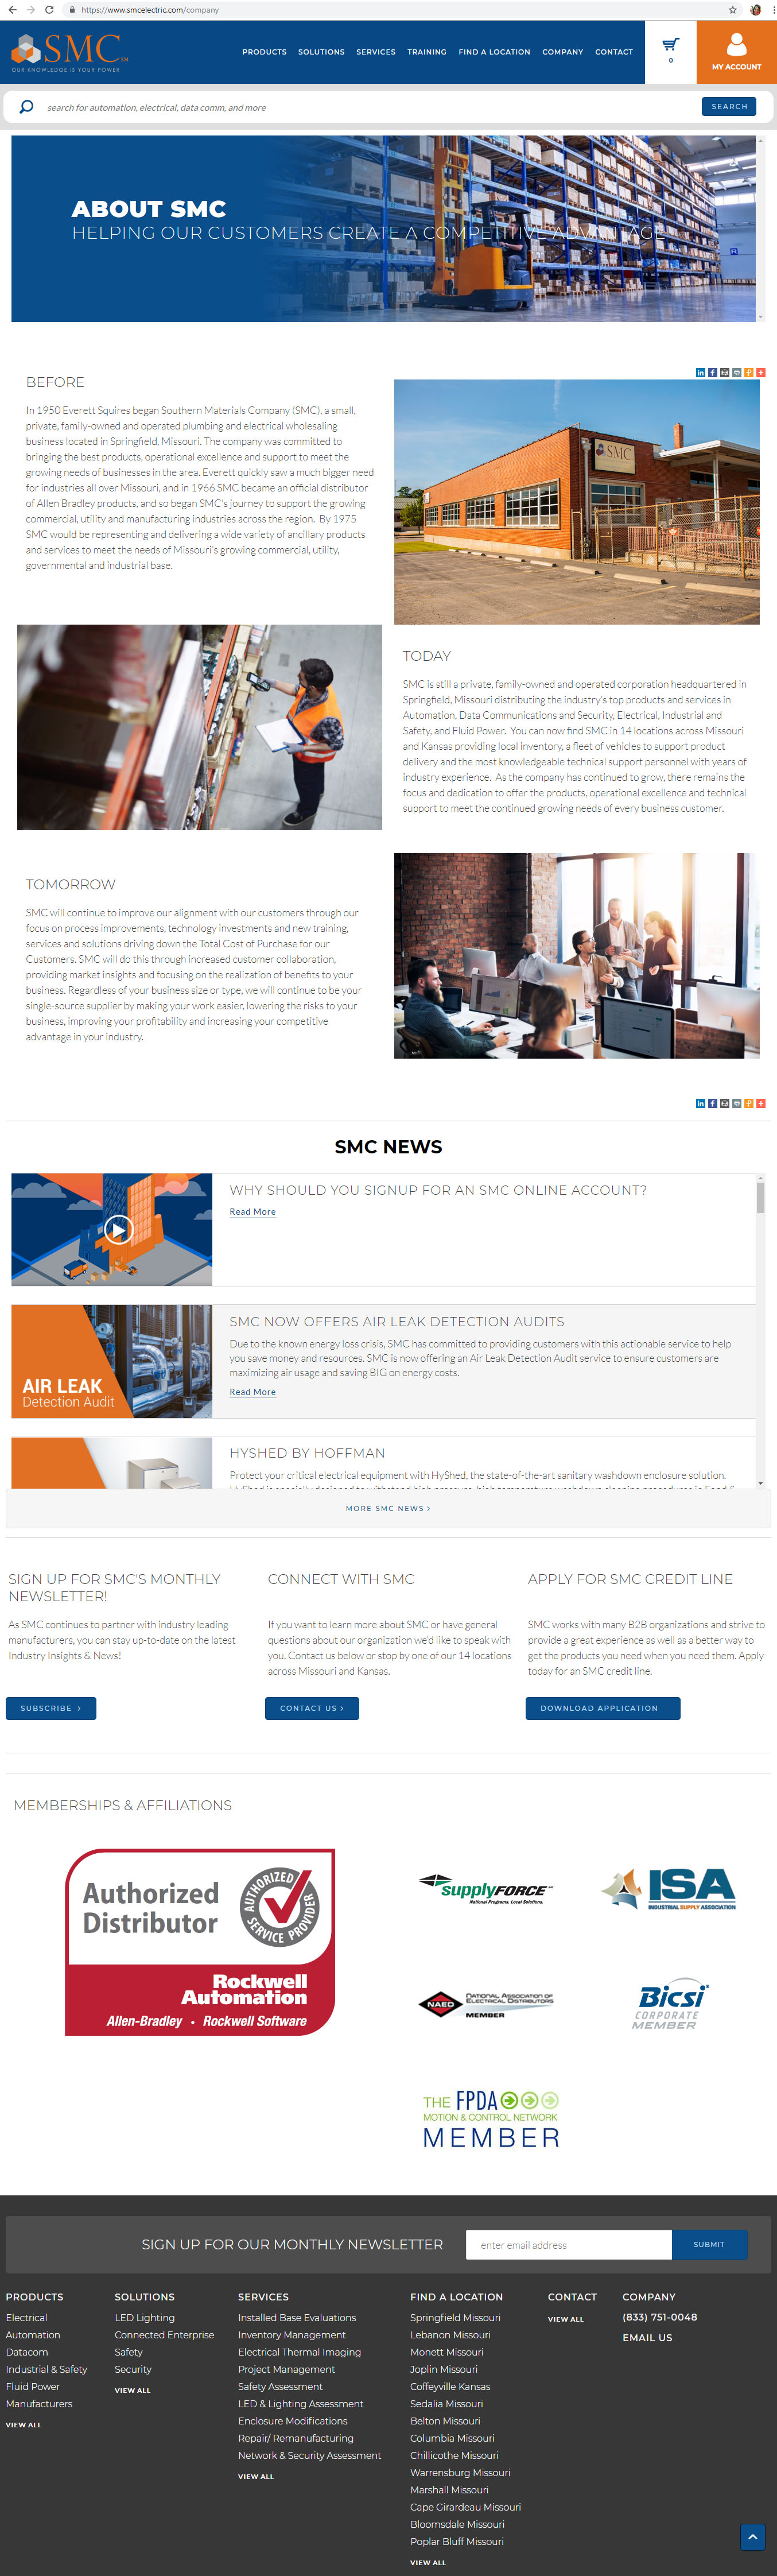 https://www.smcelectric.com/company
SMC
OUR KNOWLEDGE IS YOUR POWER
PRODUCTS SOLUTIONS SERVICES TRAINING FIND A LOCATION COMPANY CONTACT
0
MY ACCOUNT
search for automation, electrical, data comm, and more
SEARCH
ABOUT SMC
HELPING OUR CUSTOMERS CREATE A COMPETITIVE ADVANTAGE
BEFORE
In 1950 Everett Squires began Southern Materials Company (SMC), a small,
private, family-owned and operated plumbing and electrical wholesaling
business located in Springfield, Missouri. The company was committed to
bringing the best products, operational excellence and support to meet the
growing needs of businesses in the area. Everett quickly saw a much bigger need
for industries all over Missouri, and in 1966 SMC became an official distributor
of Allen Bradley products, and so began SMC's journey to support the growing
commercial, utility and manufacturing industries across the region. By 1975
SMC would be representing and delivering a wide variety of ancillary products
and services to meet the needs of Missouri's growing commercial, utility,
governmental and industrial base.
SMC
TODAY
SMC is still a private, family-owned and operated corporation headquartered in
Springfield, Missouri distributing the industry's top products and services in
Automation, Data Communications and Security, Electrical, Industrial and
Safety, and Fluid Power. You can now find SMC in 14 locations across Missouri
and Kansas providing local inventory, a fleet of vehicles to support product
delivery and the most knowledgeable technical support personnel with years of
industry experience. As the company has continued to grow, there remains the
focus and dedication to offer the products, operational excellence and technical
support to meet the continued growing needs of every business customer.
TOMORROW
SMC will continue to improve our alignment with our customers through our
focus on process improvements, technology investments and new training,
services and solutions driving down the Total Cost of Purchase for our
Customers. SMC will do this through increased customer collaboration,
providing market insights and focusing on the realization of benefits to your
business. Regardless of your business size or type, we will continue to be your
single-source supplier by making your work easier, lowering the risks to your
business, improving your profitability and increasing your competitive
advantage in your industry.
SMC NEWS
WHY SHOULD YOU SIGNUP FOR AN SMC ONLINE ACCOUNT?
Read More
AIR LEAK
Detection Audit
SMC NOW OFFERS AIR LEAK DETECTION AUDITS
Due to the known energy loss crisis, SMC has committed to providing customers with this actionable service to help
you save money and resources. SMC is now offering an Air Leak Detection Audit service to ensure customers are
maximizing air usage and saving BIG on energy costs.
Read More
HYSHED BY HOFFMAN
Protect your critical electrical equipment with HyShed, the state-of-the-art sanitary washdown enclosure solution.
MORE SMC NEWS >
SIGN UP FOR SMC'S MONTHLY
NEWSLETTER!
As SMC continues to partner with industry leading
manufacturers, you can stay up-to-date on the latest
Industry Insights & News!
SUBSCRIBE >
CONNECT WITH SMC
If you want to learn more about SMC or have general
questions about our organization we'd like to speak with
you. Contact us below or stop by one of our 14 locations
across Missouri and Kansas.
CONTACT US >
APPLY FOR SMC CREDIT LINE
SMC works with many B2B organizations and strive to
provide a great experience as well as a better way to
get the products you need when you need them. Apply
today for an SMC credit line.
DOWNLOAD APPLICATION
MEMBERSHIPS & AFFILIATIONS
Authorized
Distributor
AUTHORIZED
SERVICE PROVIDER
Rockwell
Automation
Allen-Bradley • Rockwell Software
supplyFORCE
National Programs. Local Solutions.
ISA
INDUSTRIAL SUPPLY ASSOCIATION
NAED
NATIONAL ASSOCIATION OF
ELECTRICAL DISTRIBUTORS
MEMBER
Bicsi
CORPORATE
MEMBER
THE FPDA
MOTION & CONTROL NETWORK
MEMBER
SIGN UP FOR OUR MONTHLY NEWSLETTER
enter email address
SUBMIT
PRODUCTS
Electrical
Automation
Datacom
Industrial & Safety
Fluid Power
Manufacturers
VIEW ALL
SOLUTIONS
LED Lighting
Connected Enterprise
Safety
Security
VIEW ALL
SERVICES
Installed Base Evaluations
Inventory Management
Electrical Thermal Imaging
Project Management
Safety Assessment
LED & Lighting Assessment
Enclosure Modifications
Repair/ Remanufacturing
Network & Security Assessment
VIEW ALL
FIND A LOCATION
Springfield Missouri
Lebanon Missouri
Monett Missouri
Joplin Missouri
Coffeyville Kansas
Sedalia Missouri
Belton Missouri
Columbia Missouri
Chillicothe Missouri
Warrensburg Missouri
Marshall Missouri
Cape Girardeau Missouri
Bloomsdale Missouri
Poplar Bluff Missouri
VIEW ALL
CONTACT
VIEW ALL
COMPANY
(833) 751-0048
EMAIL US